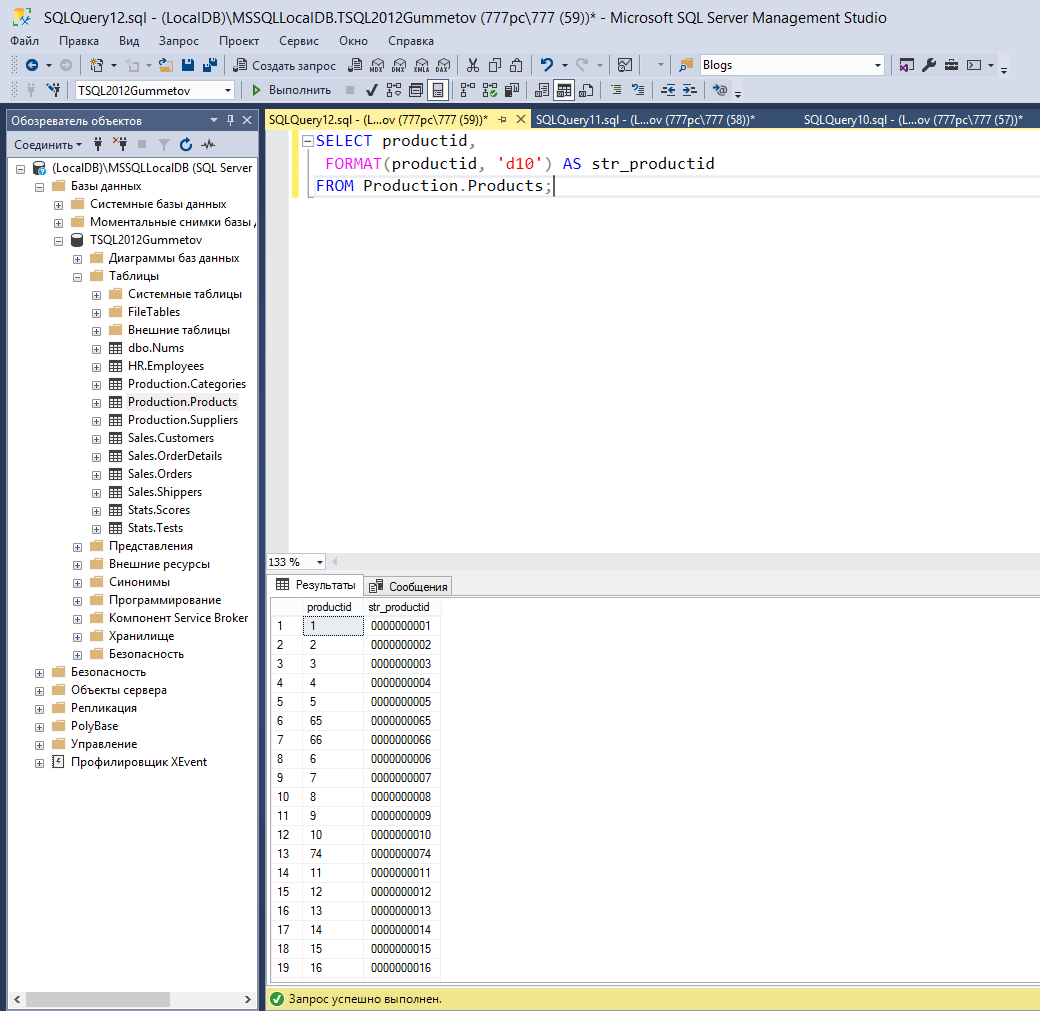 SQLQuery12.sql - (LocalDB)\MSSQLLocalDB.TSQL2012Gummetov (777pc\777 (59))* - Microsoft SQL Server Management Studio
Файл Правка Вид Запрос Проект Сервис Окно Справка
Создать запрос MDX DMX XMLA DAX Blogs
TSQL2012Gummetov Выполнить
Обозреватель объектов
Соединить
(LocalDB)\MSSQLLocalDB (SQL Server
Базы данных
Системные базы данных
Моментальные снимки базы
TSQL2012Gummetov
Диаграммы баз данных
Таблицы
Системные таблицы
FileTables
Внешние таблицы
dbo.Nums
HR.Employees
Production.Categories
Production.Products
Production.Suppliers
Sales.Customers
Sales.OrderDetails
Sales.Orders
Sales.Shippers
Stats.Scores
Stats.Tests
Представления
Внешние ресурсы
Синонимы
Программирование
Компонент Service Broker
Хранилище
Безопасность
Безопасность
Объекты сервера
Репликация
PolyBase
Управление
Профилировщик XEvent
SQLQuery12.sql - (L...ov (777pc\777 (59))* SQLQuery11.sql - (L...ov (777pc\777 (58))* SQLQuery10.sql - (L...ov (777pc\777 (57))*
SELECT productid,
FORMAT(productid, 'd10') AS str_productid
FROM Production.Products;
133 %
Результаты Сообщения
productid str_productid
1 1 0000000001
2 2 0000000002
3 3 0000000003
4 4 0000000004
5 5 0000000005
6 65 0000000065
7 66 0000000066
8 6 0000000006
9 7 0000000007
10 8 0000000008
11 9 0000000009
12 10 0000000010
13 74 0000000074
14 11 0000000011
15 12 0000000012
16 13 0000000013
17 14 0000000014
18 15 0000000015
19 16 0000000016
Запрос успешно выполнен.